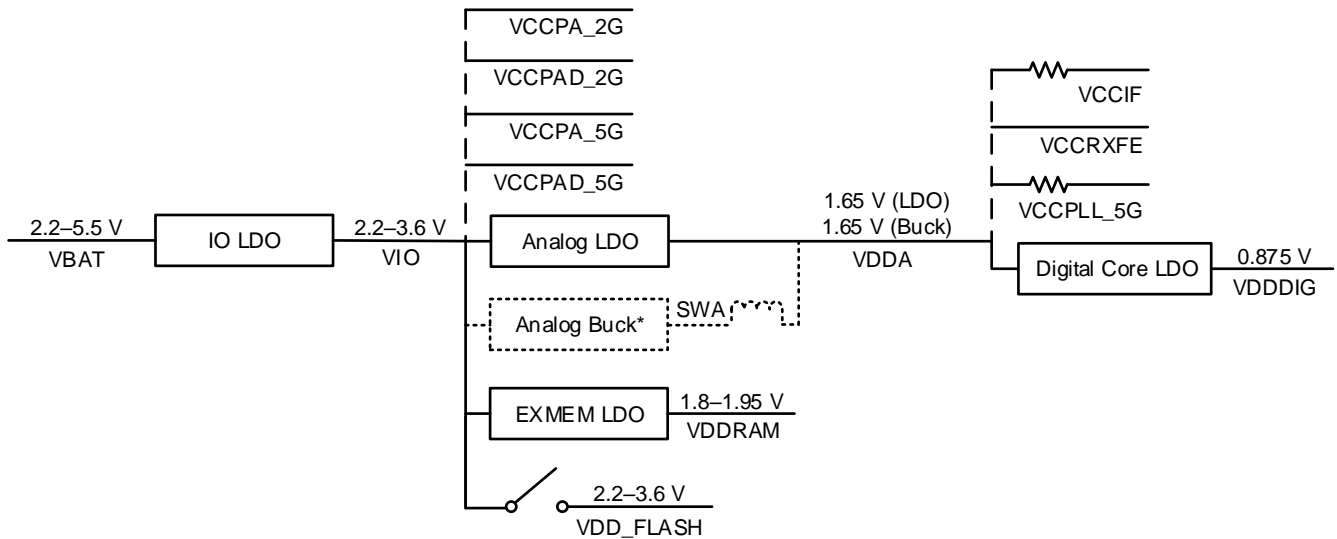 VCCPA_2G
VCCPAD_2G
VCCPA_5G
VCCPAD_5G
VCCIF
VCCRXFE
VCCPLL_5G
2.2–5.5 V
VBAT
IO LDO
2.2–3.6 V
VIO
Analog LDO
1.65 V (LDO)
1.65 V (Buck)
VDDA
Digital Core LDO
0.875 V
VDDDIG
Analog Buck*
SWA
EXMEM LDO
1.8–1.95 V
VDDRAM
2.2–3.6 V
VDD_FLASH